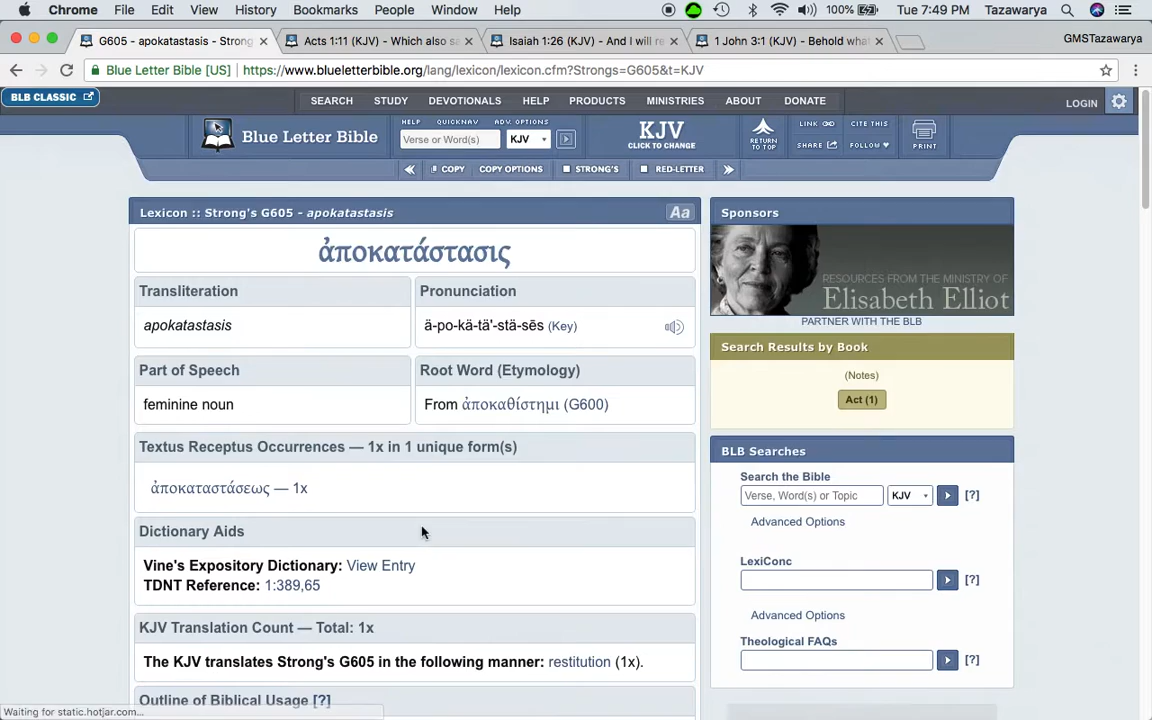 Chrome File Edit View History Bookmarks People Window Help 100% Tue 7:49 PM Tazawarya
G605 - apokatastasis - Strong Acts 1:11 (KJV) - Which also sa Isaiah 1:26 (KJV) - And I will re 1 John 3:1 (KJV) - Behold what GMSTazawarya
Blue Letter Bible [US] https://www.blueletterbible.org/lang/lexicon/lexicon.cfm?Strongs=G605&t=KJV
BLB CLASSIC
SEARCH STUDY DEVOTIONALS HELP PRODUCTS MINISTRIES ABOUT DONATE LOGIN
HELP QUICKNAV ADV. OPTIONS
Blue Letter Bible
Verse or Word(s) KJV
KJV
CLICK TO CHANGE
RETURN
TO TOP
LINK CITE THIS
SHARE FOLLOW
PRINT
COPY COPY OPTIONS STRONG'S RED-LETTER
Lexicon :: Strong's G605 - apokatastasis Aa
ἀποκατάστασις
Transliteration
apokatastasis
Pronunciation
ä-po-kä-tä'-stä-sēs (Key)
Part of Speech
feminine noun
Root Word (Etymology)
From ἀποκαθίστημι (G600)
Textus Receptus Occurrences — 1x in 1 unique form(s)
ἀποκαταστάσεως — 1x
Dictionary Aids
Vine's Expository Dictionary: View Entry
TDNT Reference: 1:389,65
KJV Translation Count — Total: 1x
The KJV translates Strong's G605 in the following manner: restitution (1x).
Outline of Biblical Usage [?]
Sponsors
RESOURCES FROM THE MINISTRY OF
Elisabeth Elliot
PARTNER WITH THE BLB
Search Results by Book
(Notes)
Act (1)
BLB Searches
Search the Bible
Verse, Word(s) or Topic KJV [?]
Advanced Options
LexiConc
[?]
Advanced Options
Theological FAQs
[?]
Waiting for static.hotjar.com...